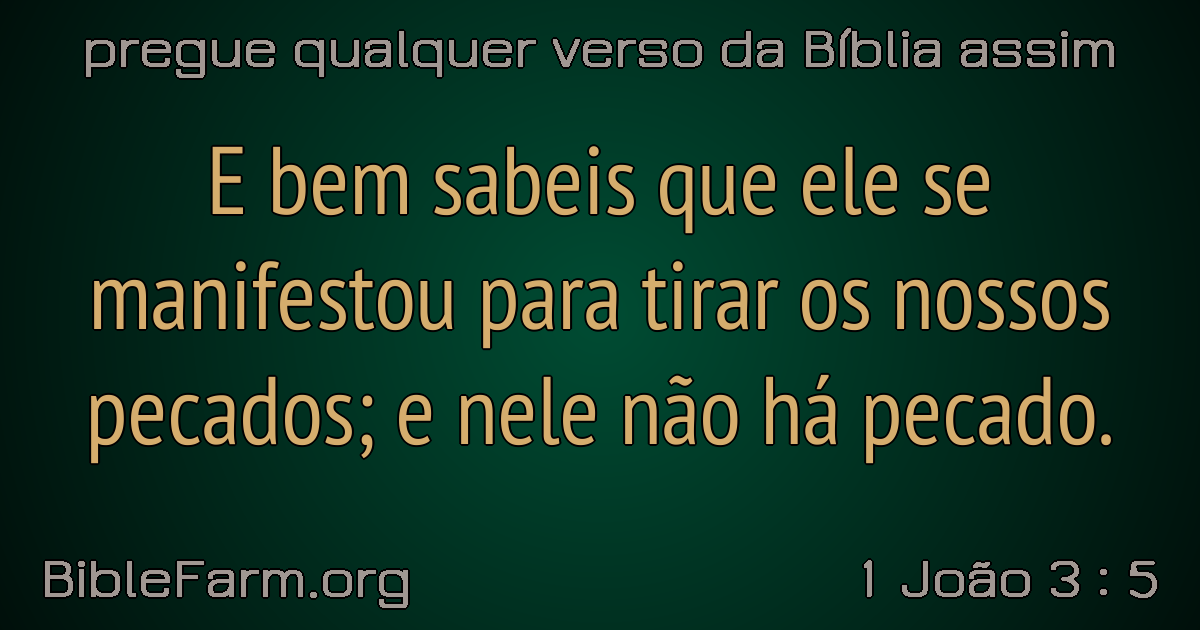 pregue qualquer verso da Bíblia assim
E bem sabeis que ele se
manifestou para tirar os nossos
pecados; e nele não há pecado.
BibleFarm.org
1 João 3 : 5